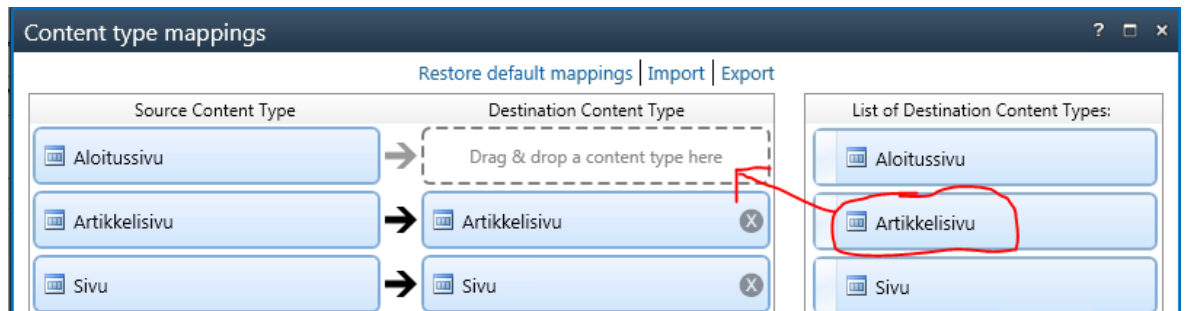 Content type mappings ?
Restore default mappings | Import | Export
Source Content Type Destination Content Type List of Destination Content Types:
Aloitussivu Drag & drop a content type here Aloitussivu
Artikkelisivu Artikkelisivu X Artikkelisivu
Sivu Sivu X Sivu